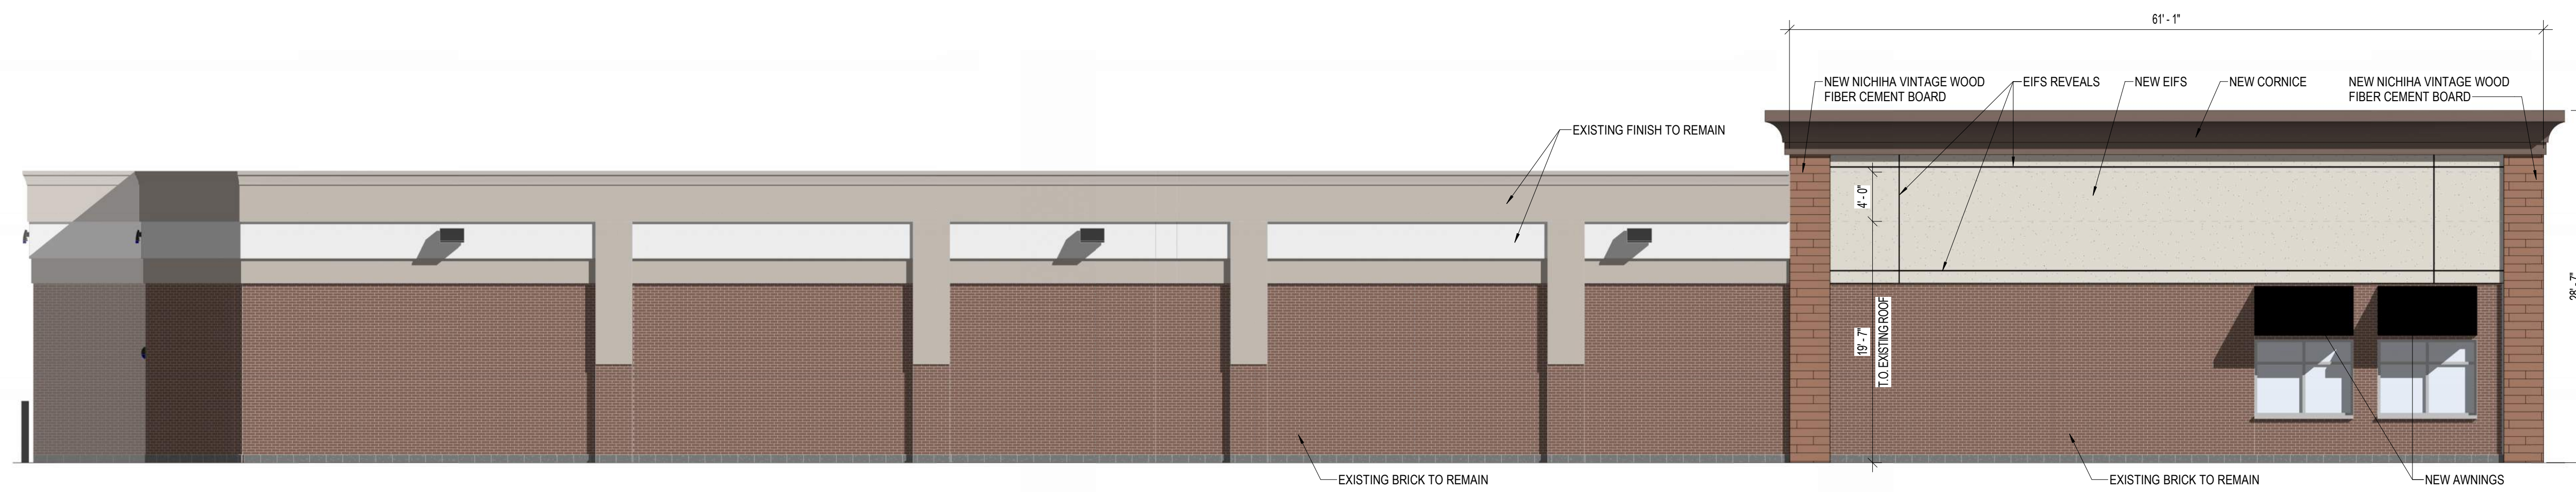 61' - 1"
NEW NICHIHA VINTAGE WOOD
FIBER CEMENT BOARD
EIFS REVEALS
NEW EIFS
NEW CORNICE
NEW NICHIHA VINTAGE WOOD
FIBER CEMENT BOARD
EXISTING FINISH TO REMAIN
4' - 0"
28' - 7"
19' - 7"
T.O. EXISTING ROOF
EXISTING BRICK TO REMAIN
EXISTING BRICK TO REMAIN
NEW AWNINGS